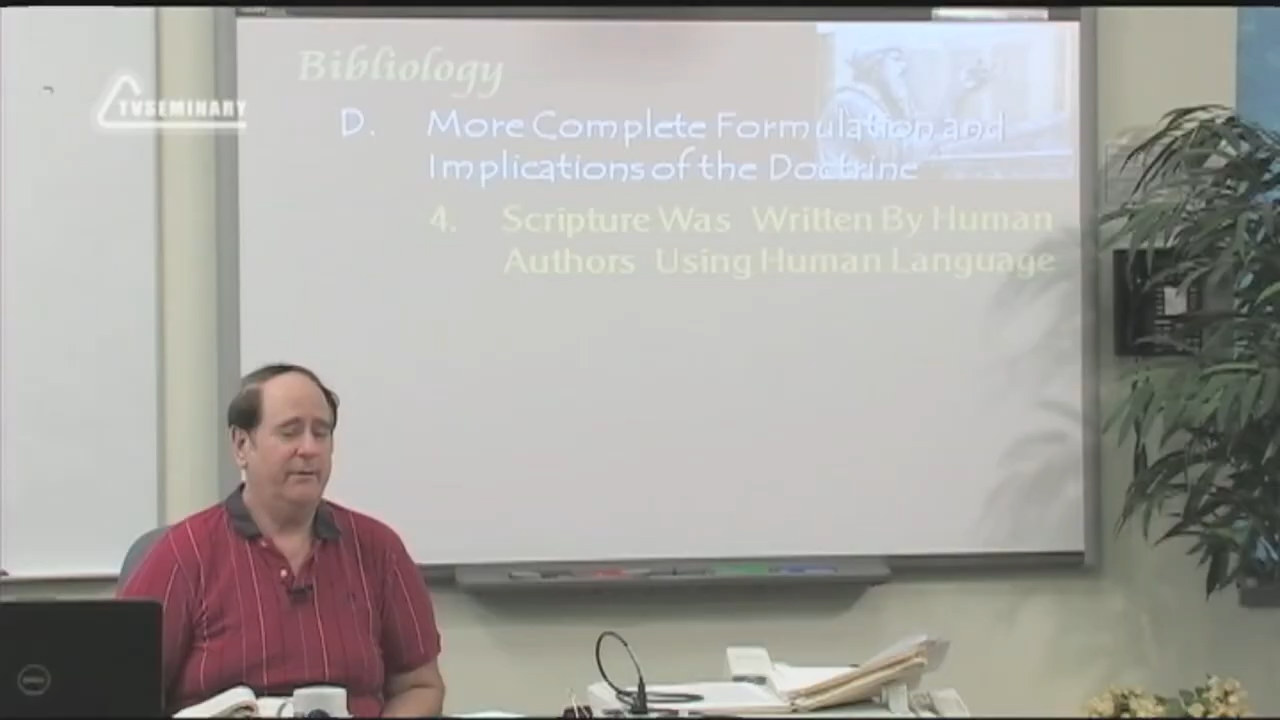 Bibliology
TVSEMINARY
D. More Complete Formulation and
Implications of the Doctrine
4. Scripture Was Written By Human
Authors Using Human Language
DELL